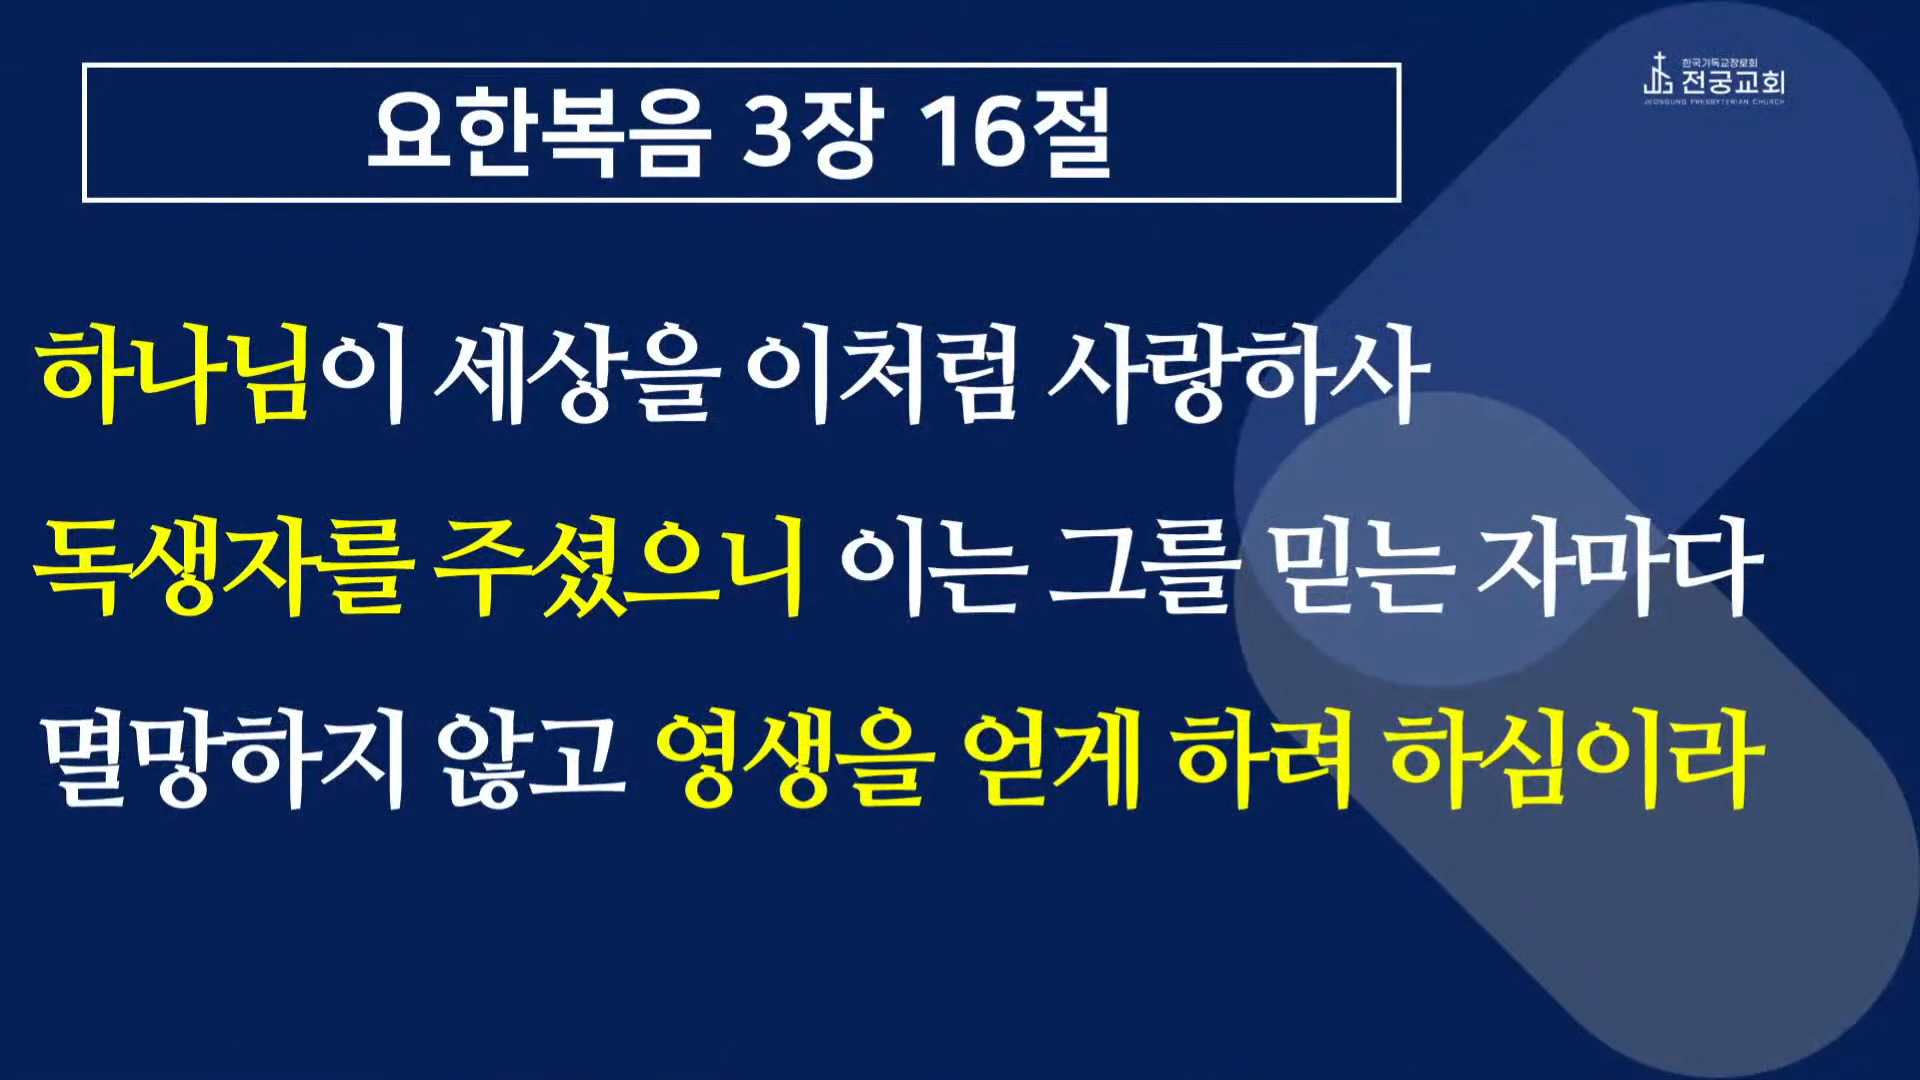 요한복음 3장 16절
한국기독교장로회
전궁교회
JEONGUNG PRESBYTERIAN CHURCH
하나님이 세상을 이처럼 사랑하사
독생자를 주셨으니 이는 그를 믿는 자마다
멸망하지 않고 영생을 얻게 하려 하심이라